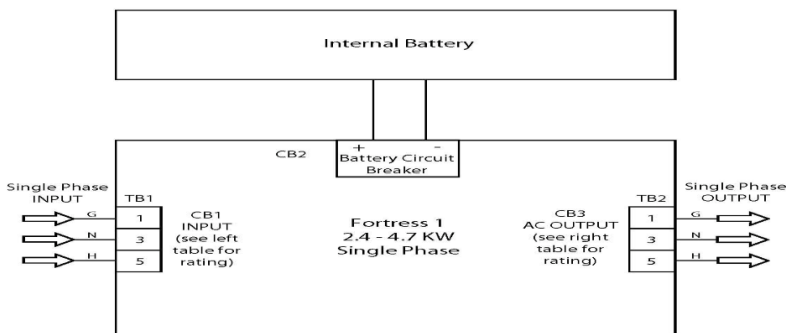 Internal Battery
CB2
+ -
Battery Circuit
Breaker
Single Phase
INPUT
TB1
G
1
N
3
H
5
CB1
INPUT
(see left
table for
rating)
Fortress 1
2.4 - 4.7 KW
Single Phase
CB3
AC OUTPUT
(see right
table for
rating)
TB2
1
G
3
N
5
H
Single Phase
OUTPUT